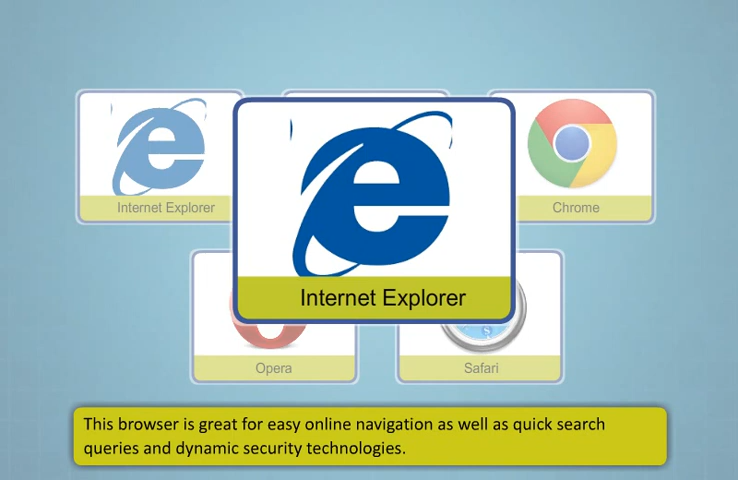 Internet Explorer
Chrome
Internet Explorer
Opera
Safari
This browser is great for easy online navigation as well as quick search
queries and dynamic security technologies.